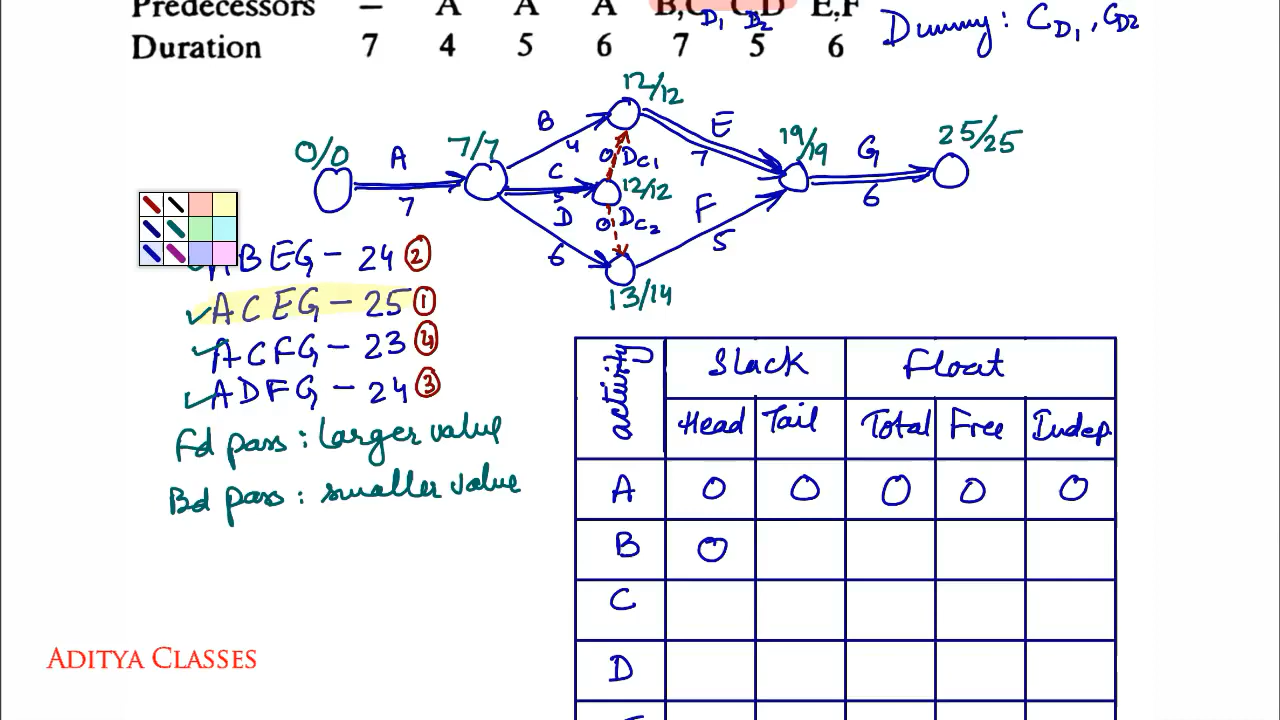 Predecessors – A A A B,C C,D E,F
D1 D2
Dummy: CD1, CD2
Duration 7 4 5 6 7 5 6
12/12
0/0 A 7/7 B E 19/19 G 25/25
4 0 DC1 7
7 C 12/12 6
5
D 0 DC2 F
6 5
13/14
BEG – 24 2
ACEG – 25 1
ACFG – 23 4
ADFG – 24 3
Fd pass : larger value
Bd pass : smaller value
activity Slack Float
Head Tail Total Free Indep.
A 0 0 0 0 0
B 0
C
D
ADITYA CLASSES